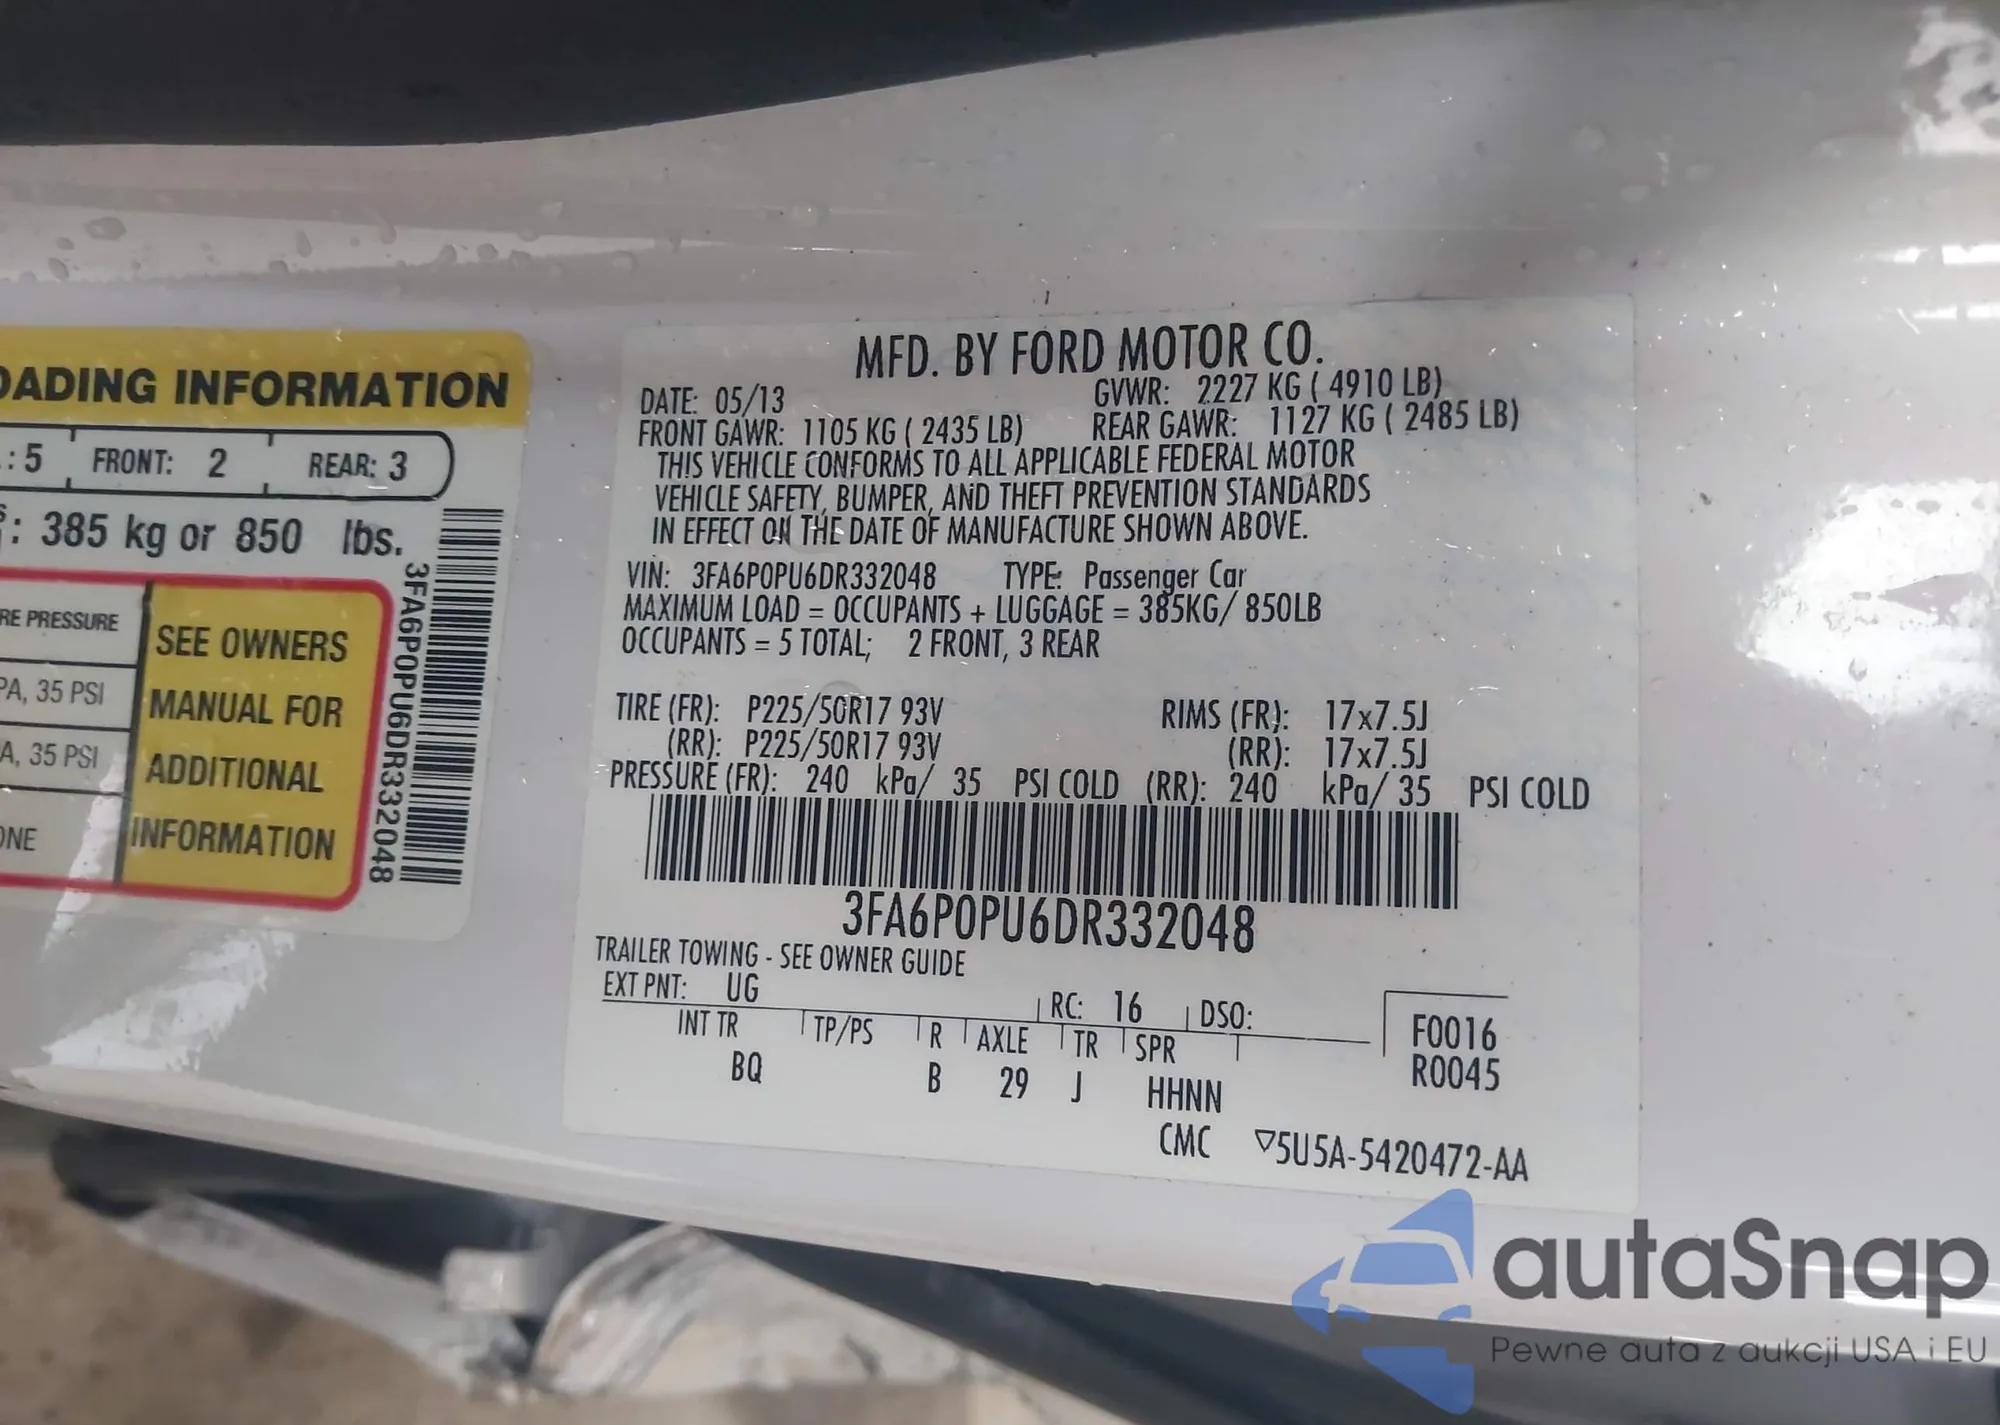 OADING INFORMATION
: 5 FRONT: 2 REAR: 3
: 385 kg or 850 lbs.
RE PRESSURE
PA, 35 PSI
A, 35 PSI
ONE
SEE OWNERS
MANUAL FOR
ADDITIONAL
INFORMATION
3FA6P0PU6DR332048
MFD. BY FORD MOTOR CO.
DATE: 05/13 GVWR: 2227 KG ( 4910 LB)
FRONT GAWR: 1105 KG ( 2435 LB) REAR GAWR: 1127 KG ( 2485 LB)
THIS VEHICLE CONFORMS TO ALL APPLICABLE FEDERAL MOTOR
VEHICLE SAFETY, BUMPER, AND THEFT PREVENTION STANDARDS
IN EFFECT ON THE DATE OF MANUFACTURE SHOWN ABOVE.
VIN: 3FA6P0PU6DR332048 TYPE: Passenger Car
MAXIMUM LOAD = OCCUPANTS + LUGGAGE = 385KG/ 850LB
OCCUPANTS = 5 TOTAL; 2 FRONT, 3 REAR
TIRE (FR): P225/50R17 93V RIMS (FR): 17x7.5J
(RR): P225/50R17 93V (RR): 17x7.5J
PRESSURE (FR): 240 kPa/ 35 PSI COLD (RR): 240 kPa/ 35 PSI COLD
3FA6P0PU6DR332048
TRAILER TOWING - SEE OWNER GUIDE
EXT PNT: UG RC: 16 DSO:
INT TR TP/PS R AXLE TR SPR
BQ B 29 J HHNN
F0016
R0045
CMC ▽5U5A-5420472-AA
autaSnap
Pewne auta z aukcji USA i EU